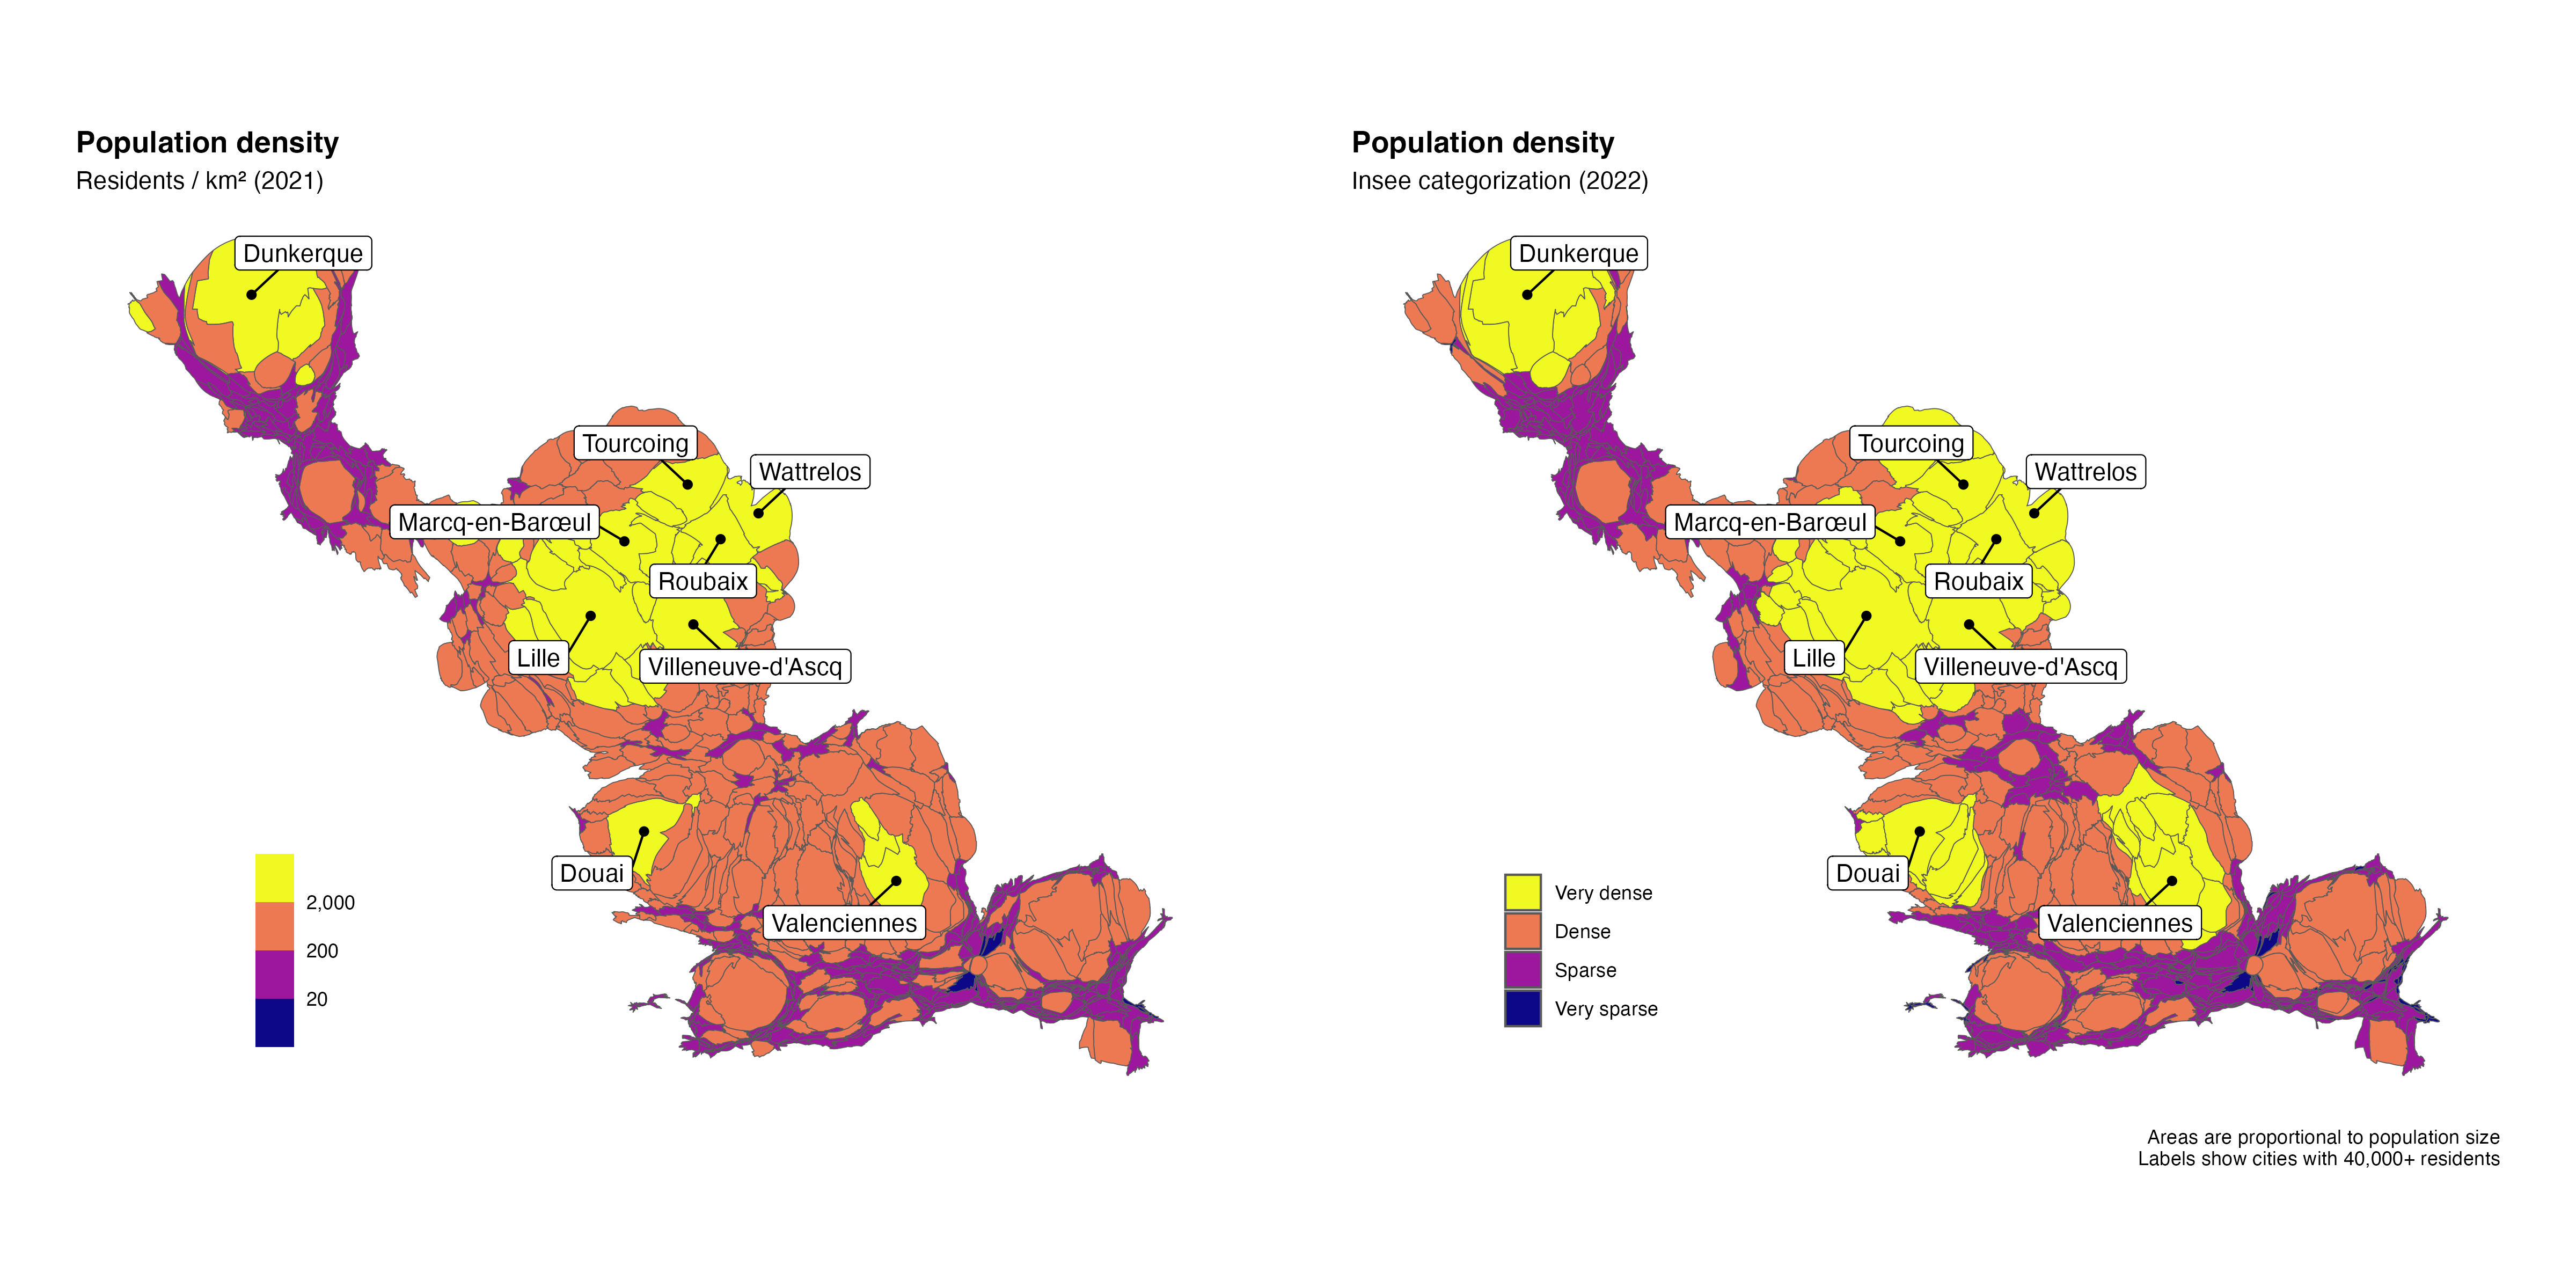 Population density
Residents / km² (2021)
Dunkerque
Tourcoing
Wattrelos
Marcq-en-Barœul
Roubaix
Lille
Villeneuve-d'Ascq
Douai
Valenciennes
2,000
200
20
Population density
Insee categorization (2022)
Dunkerque
Tourcoing
Wattrelos
Marcq-en-Barœul
Roubaix
Lille
Villeneuve-d'Ascq
Douai
Valenciennes
Very dense
Dense
Sparse
Very sparse
Areas are proportional to population size
Labels show cities with 40,000+ residents